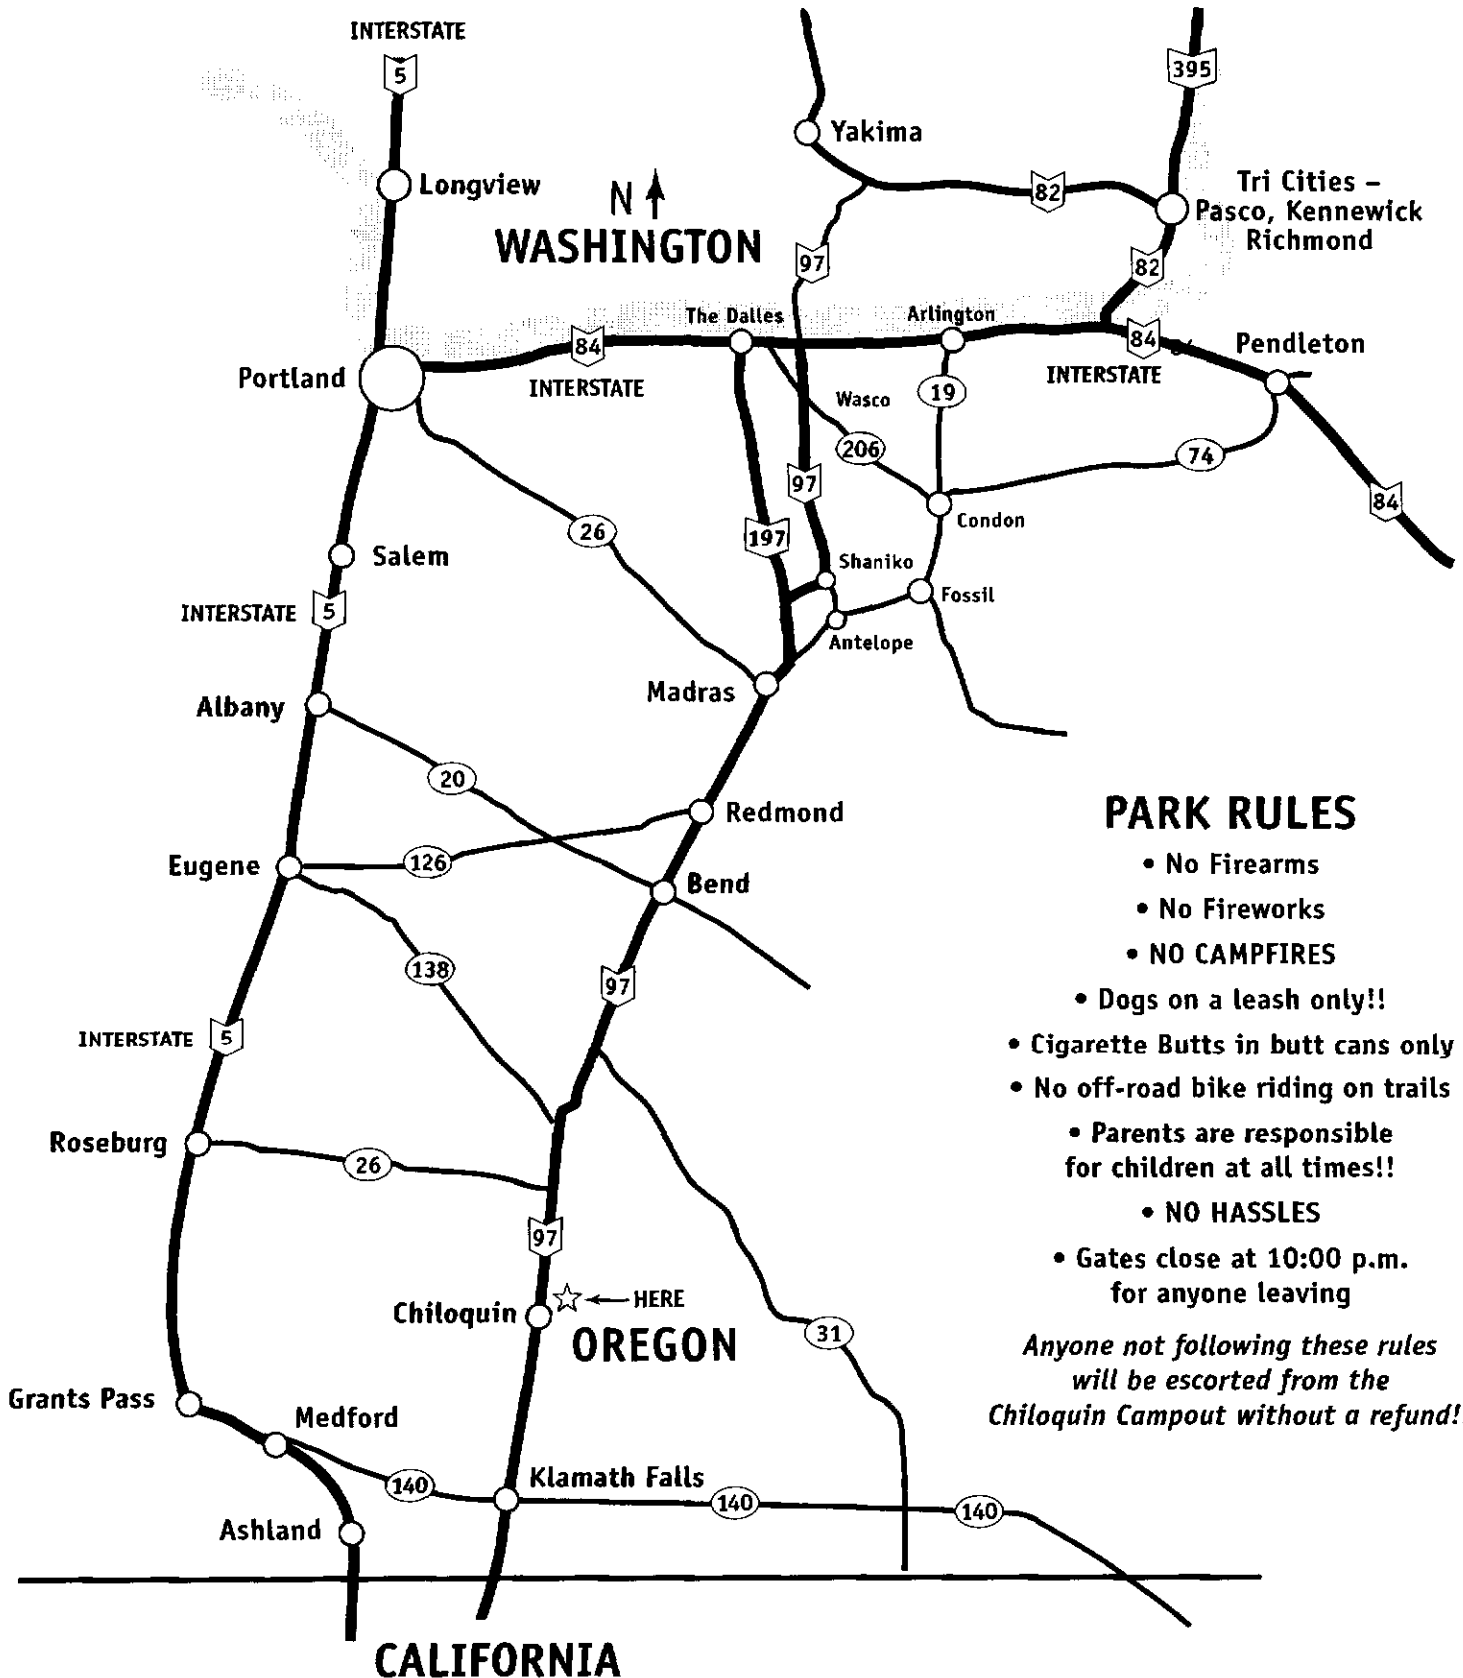 INTERSTATE
5
395
Yakima
Longview
N
82
Tri Cities –
Pasco, Kennewick
Richmond
WASHINGTON
97
82
The Dalles
Arlington
84
84
Pendleton
Portland
INTERSTATE
INTERSTATE
19
Wasco
206
74
97
84
Condon
26
197
Salem
Shaniko
INTERSTATE
5
Fossil
Antelope
Madras
Albany
20
Redmond
126
Eugene
Bend
138
97
INTERSTATE
5
Roseburg
26
97
HERE
Chiloquin
OREGON
31
Grants Pass
Medford
140
Klamath Falls
140
140
Ashland
CALIFORNIA
PARK RULES
• No Firearms
• No Fireworks
• NO CAMPFIRES
• Dogs on a leash only!!
• Cigarette Butts in butt cans only
• No off-road bike riding on trails
• Parents are responsible
for children at all times!!
• NO HASSLES
• Gates close at 10:00 p.m.
for anyone leaving
Anyone not following these rules
will be escorted from the
Chiloquin Campout without a refund!